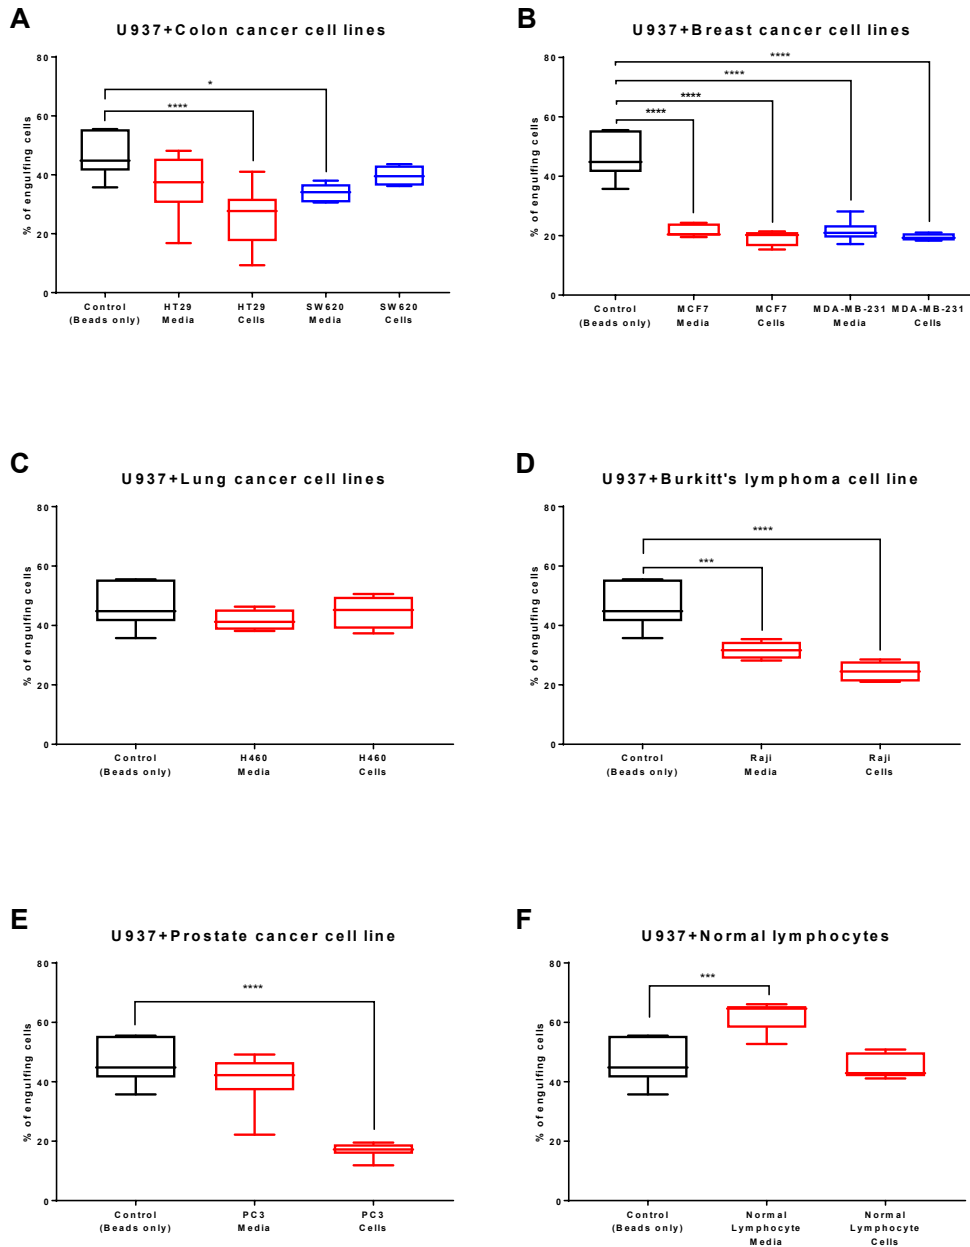 A
U937+Colon cancer cell lines
% of engulfing cells
80
60
40
20
0
*
****
Control
(Beads only)
HT29
Media
HT29
Cells
SW620
Media
SW620
Cells
B
U937+Breast cancer cell lines
% of engulfing cells
80
60
40
20
0
****
****
****
****
Control
(Beads only)
MCF7
Media
MCF7
Cells
MDA-MB-231
Media
MDA-MB-231
Cells
C
U937+Lung cancer cell lines
% of engulfing cells
80
60
40
20
0
Control
(Beads only)
H460
Media
H460
Cells
D
U937+Burkitt's lymphoma cell line
% of engulfing cells
80
60
40
20
0
****
***
Control
(Beads only)
Raji
Media
Raji
Cells
E
U937+Prostate cancer cell line
% of engulfing cells
80
60
40
20
0
****
Control
(Beads only)
PC3
Media
PC3
Cells
F
U937+Normal lymphocytes
% of engulfing cells
80
60
40
20
0
***
Control
(Beads only)
Normal
Lymphocyte
Media
Normal
Lymphocyte
Cells